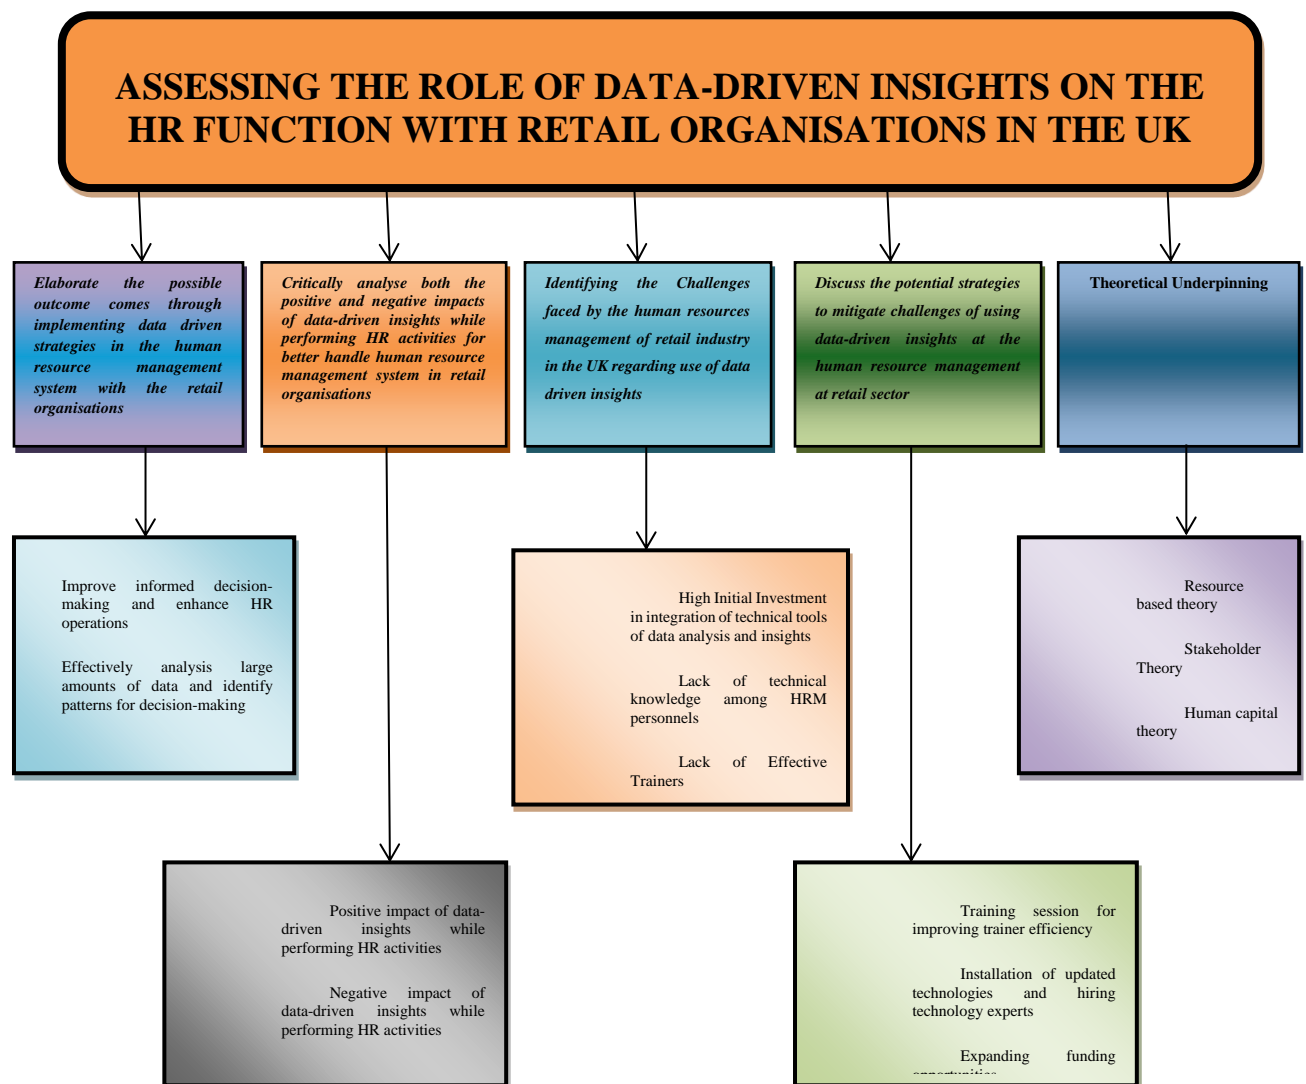 ASSESSING THE ROLE OF DATA-DRIVEN INSIGHTS ON THE
HR FUNCTION WITH RETAIL ORGANISATIONS IN THE UK
Elaborate the possible
outcome comes through
implementing data driven
strategies in the human
resource management
system with the retail
organisations
Critically analyse both the
positive and negative impacts
of data-driven insights while
performing HR activities for
better handle human resource
management system in retail
organisations
Identifying the Challenges
faced by the human resources
management of retail industry
in the UK regarding use of data
driven insights
Discuss the potential strategies
to mitigate challenges of using
data-driven insights at the
human resource management
at retail sector
Theoretical Underpinning
Improve informed decision-
making and enhance HR
operations
Effectively analysis large
amounts of data and identify
patterns for decision-making
High Initial Investment
in integration of technical tools
of data analysis and insights
Lack of technical
knowledge among HRM
personnels
Lack of Effective
Trainers
Resource
based theory
Stakeholder
Theory
Human capital
theory
Positive impact of data-
driven insights while
performing HR activities
Negative impact of
data-driven insights while
performing HR activities
Training session for
improving trainer efficiency
Installation of updated
technologies and hiring
technology experts
Expanding funding
opportunities